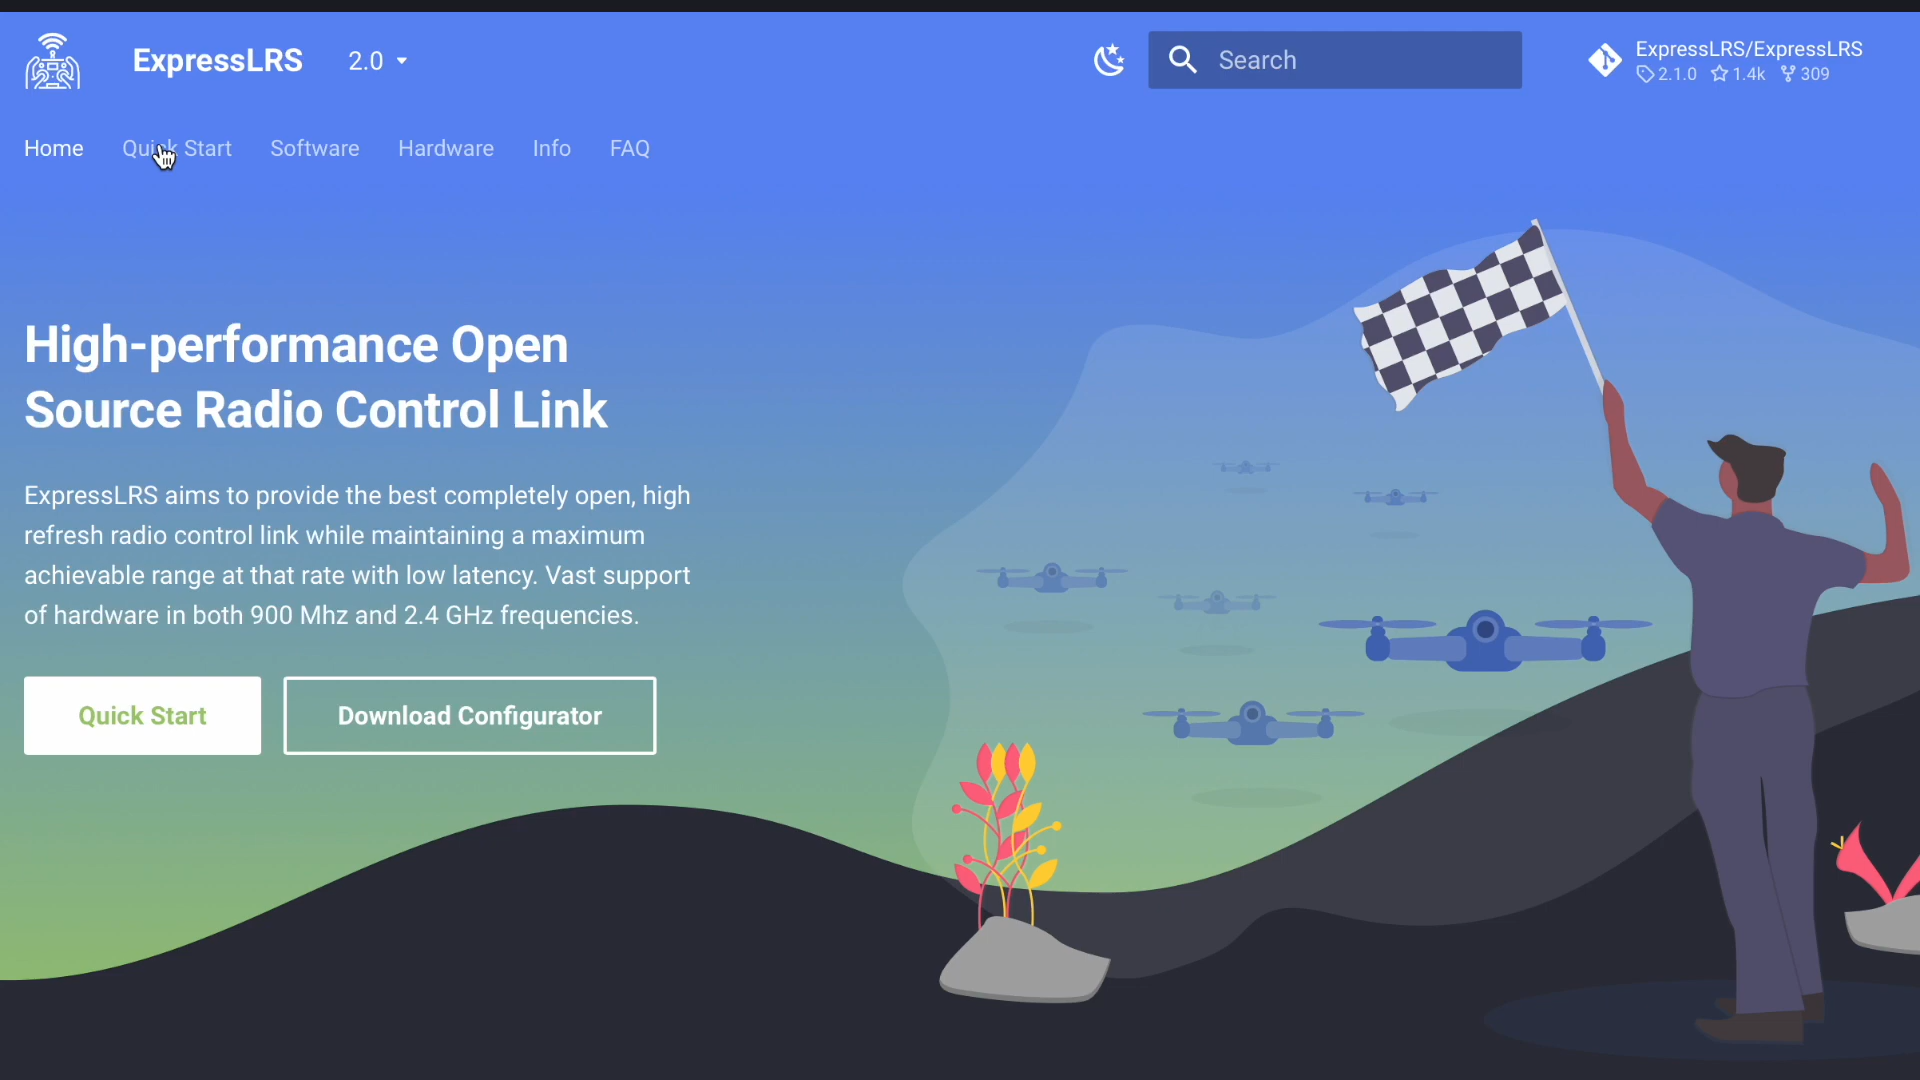 ExpressLRS
2.0
Search
ExpressLRS/ExpressLRS
2.1.0 1.4k 309
Home Quick Start Software Hardware Info FAQ
High-performance Open
Source Radio Control Link
ExpressLRS aims to provide the best completely open, high
refresh radio control link while maintaining a maximum
achievable range at that rate with low latency. Vast support
of hardware in both 900 Mhz and 2.4 GHz frequencies.
Quick Start
Download Configurator